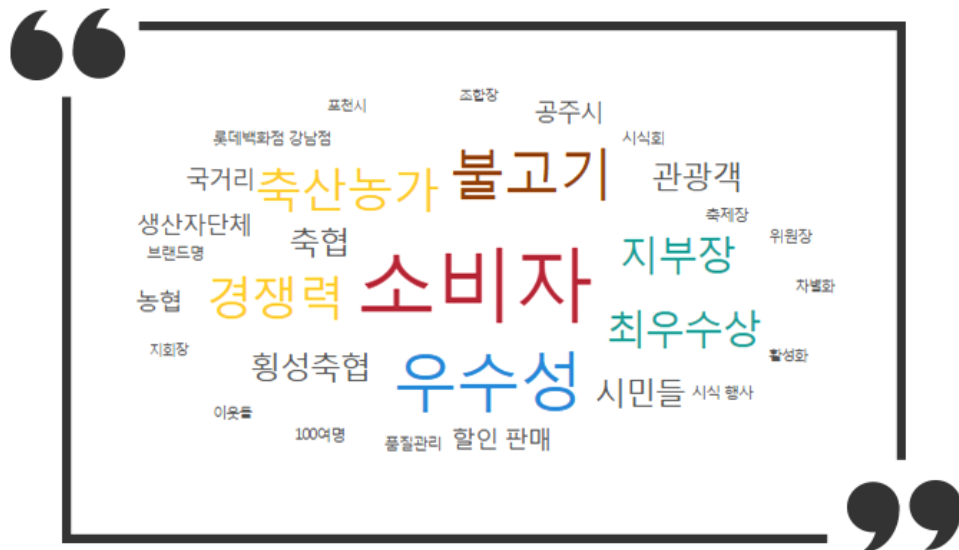 조합장
포천시
공주시
롯데백화점 강남점
시식회
불고기
국거리
축산농가
관광객
축제장
생산자단체
위원장
축협
브랜드명
지부장
소비자
차별화
농협
경쟁력
최우수상
지회장
활성화
횡성축협
우수성
시민들
시식 행사
이웃들
100여명
품질관리
할인 판매